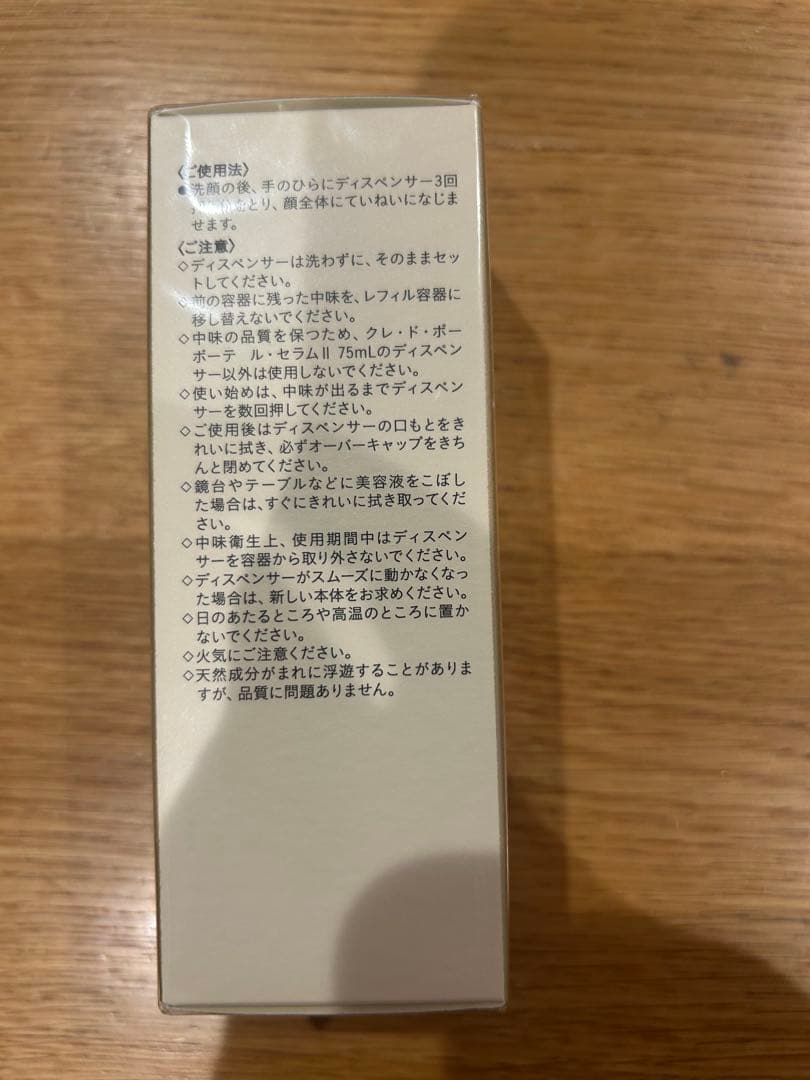 〈ご使用法〉
●洗顔の後、手のひらにディスペンサー3回
とり、顔全体にていねいになじま
せます。
〈ご注意〉
◇ディスペンサーは洗わずに、そのままセッ
トしてください。
◇前の容器に残った中味を、レフィル容器に
移し替えないでください。
◇中味の品質を保つため、クレ・ド・ポー
ボーテ ル・セラムⅡ 75mLのディスペン
サー以外は使用しないでください。
◇使い始めは、中味が出るまでディスペン
サーを数回押してください。
◇ご使用後はディスペンサーの口もとをき
れいに拭き、必ずオーバーキャップをきち
んと閉めてください。
◇鏡台やテーブルなどに美容液をこぼし
た場合は、すぐにきれいに拭き取ってくだ
さい。
◇中味衛生上、使用期間中はディスペン
サーを容器から取り外さないでください。
◇ディスペンサーがスムーズに動かなくなっ
た場合は、新しい本体をお求めください。
◇日のあたるところや高温のところに置か
ないでください。
◇火気にご注意ください。
◇天然成分がまれに浮遊することがありま
すが、品質に問題ありません。